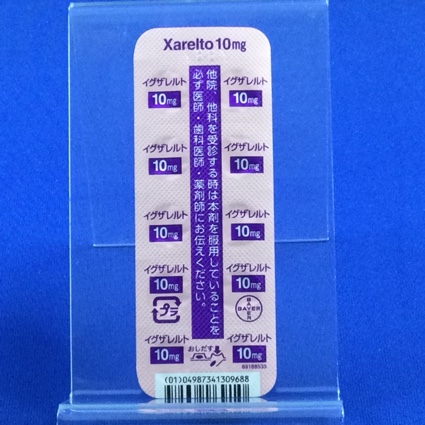 Xarelto 10mg
イグザレルト
10mg
イグザレルト
10mg
他院、他科を受診する時は本剤を服用していることを
必ず医師・歯科医師・薬剤師にお伝えください。
イグザレルト
10mg
イグザレルト
10mg
イグザレルト
10mg
イグザレルト
10mg
イグザレルト
10mg
イグザレルト
10mg
プラ
BAYER
BAYER
イグザレルト
10mg
おしだす
イグザレルト
10mg
(01)04987341309688